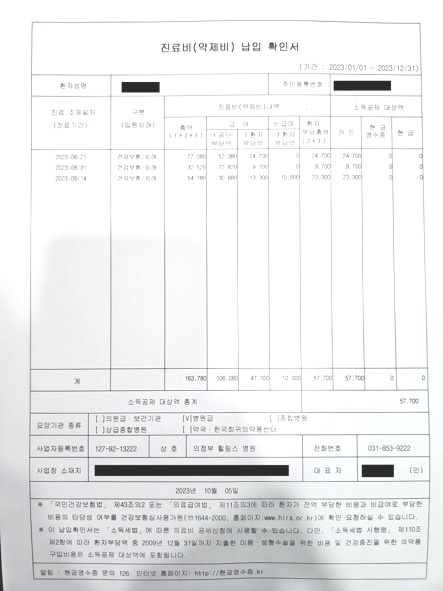 진료비(약제비) 납입 확인서
(기간 : 2023/01/01 - 2023/12/31)
환자성명 주민등록번호
진료.조제일자 (진료기간) 구분 (입원외래) 진료비(약제비)내역 소득공제 대상액
총액 (1+2+3) 급 여 비급여 환자 부담총액 (2+3) 카 드 현 금 영수증 현 금
1공단 부담액 2환자 부담액 3환자 부담액
2023/08/21 건강보험/외래 77,080 52,380 24,700 0 24,700 24,700 0 0
2023/08/31 건강보험/외래 32,520 22,820 9,700 0 9,700 9,700 0 0
2023/09/14 건강보험/외래 54,180 30,880 13,300 10,000 23,300 23,300 0 0
계 163,780 106,080 47,700 10,000 57,700 57,700 0 0
소득공제 대상액 총계 57,700
요양기관 종류 [ ]의원급·보건기관 [V]병원급 [ ]종합병원
[ ]상급종합병원 [ ]약국·한국희귀의약품센터
사업자등록번호 127-92-13222 상 호 의정부 힐링스 병원 전화번호 031-853-9222
사업장 소재지 대 표 자 (인)
2023년 10월 05일
* 「국민건강보험법」 제43조의2 또는 「의료급여법」 제11조의3에 따라 환자가 전액 부담한 비용과 비급여로 부담한
비용의 타당성 여부를 건강보험심사평가원(✆1644-2000, 홈페이지:www.hira.or.kr)에 확인 요청하실 수 있습니다.
* 이 납입확인서는 「소득세법」에 따른 의료비 공제신청에 사용할 수 있습니다. 다만, 「소득세법 시행령」 제110조
제2항에 따라 환자부담액 중 2009년 12월 31일까지 지출한 미용·성형수술을 위한 비용 및 건강증진을 위한 의약품
구입비용은 소득공제 대상액에 포함됩니다.
알림 : 현금영수증 문의 126 인터넷 홈페이지: http://현금영수증.kr